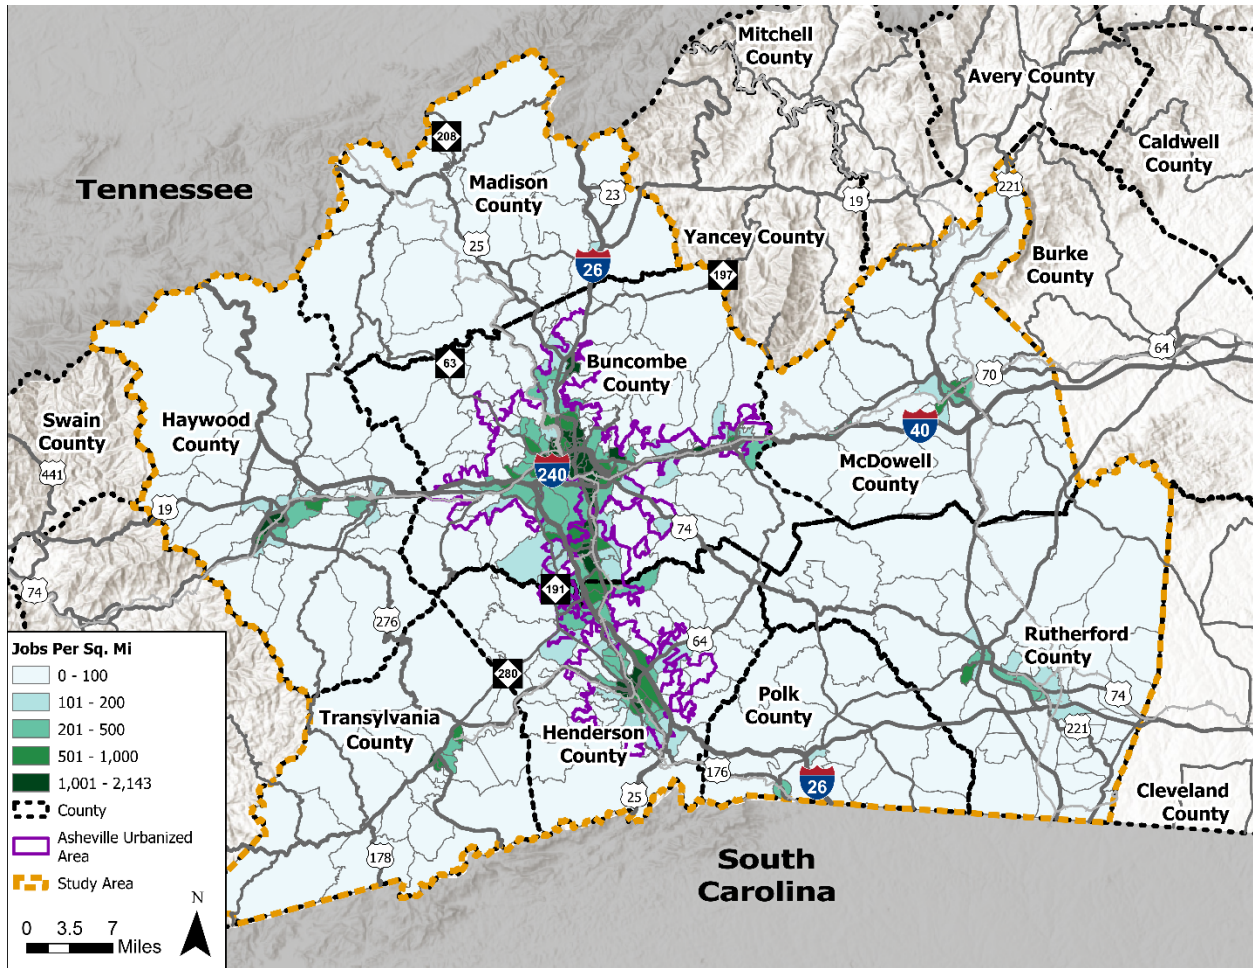 Mitchell
County
Avery County
Caldwell
County
208
Tennessee
Madison
County
221
23
19
25
Yancey County
Burke
County
26
197
63
Buncombe
County
64
70
Swain
County
Haywood
County
40
441
240
McDowell
County
19
74
74
191
276
64
Rutherford
County
280
Polk
County
74
Transylvania
County
Henderson
County
221
176
26
25
Cleveland
County
178
South
Carolina
Jobs Per Sq. Mi
0 - 100
101 - 200
201 - 500
501 - 1,000
1,001 - 2,143
County
Asheville Urbanized
Area
Study Area
N
0 3.5 7
Miles